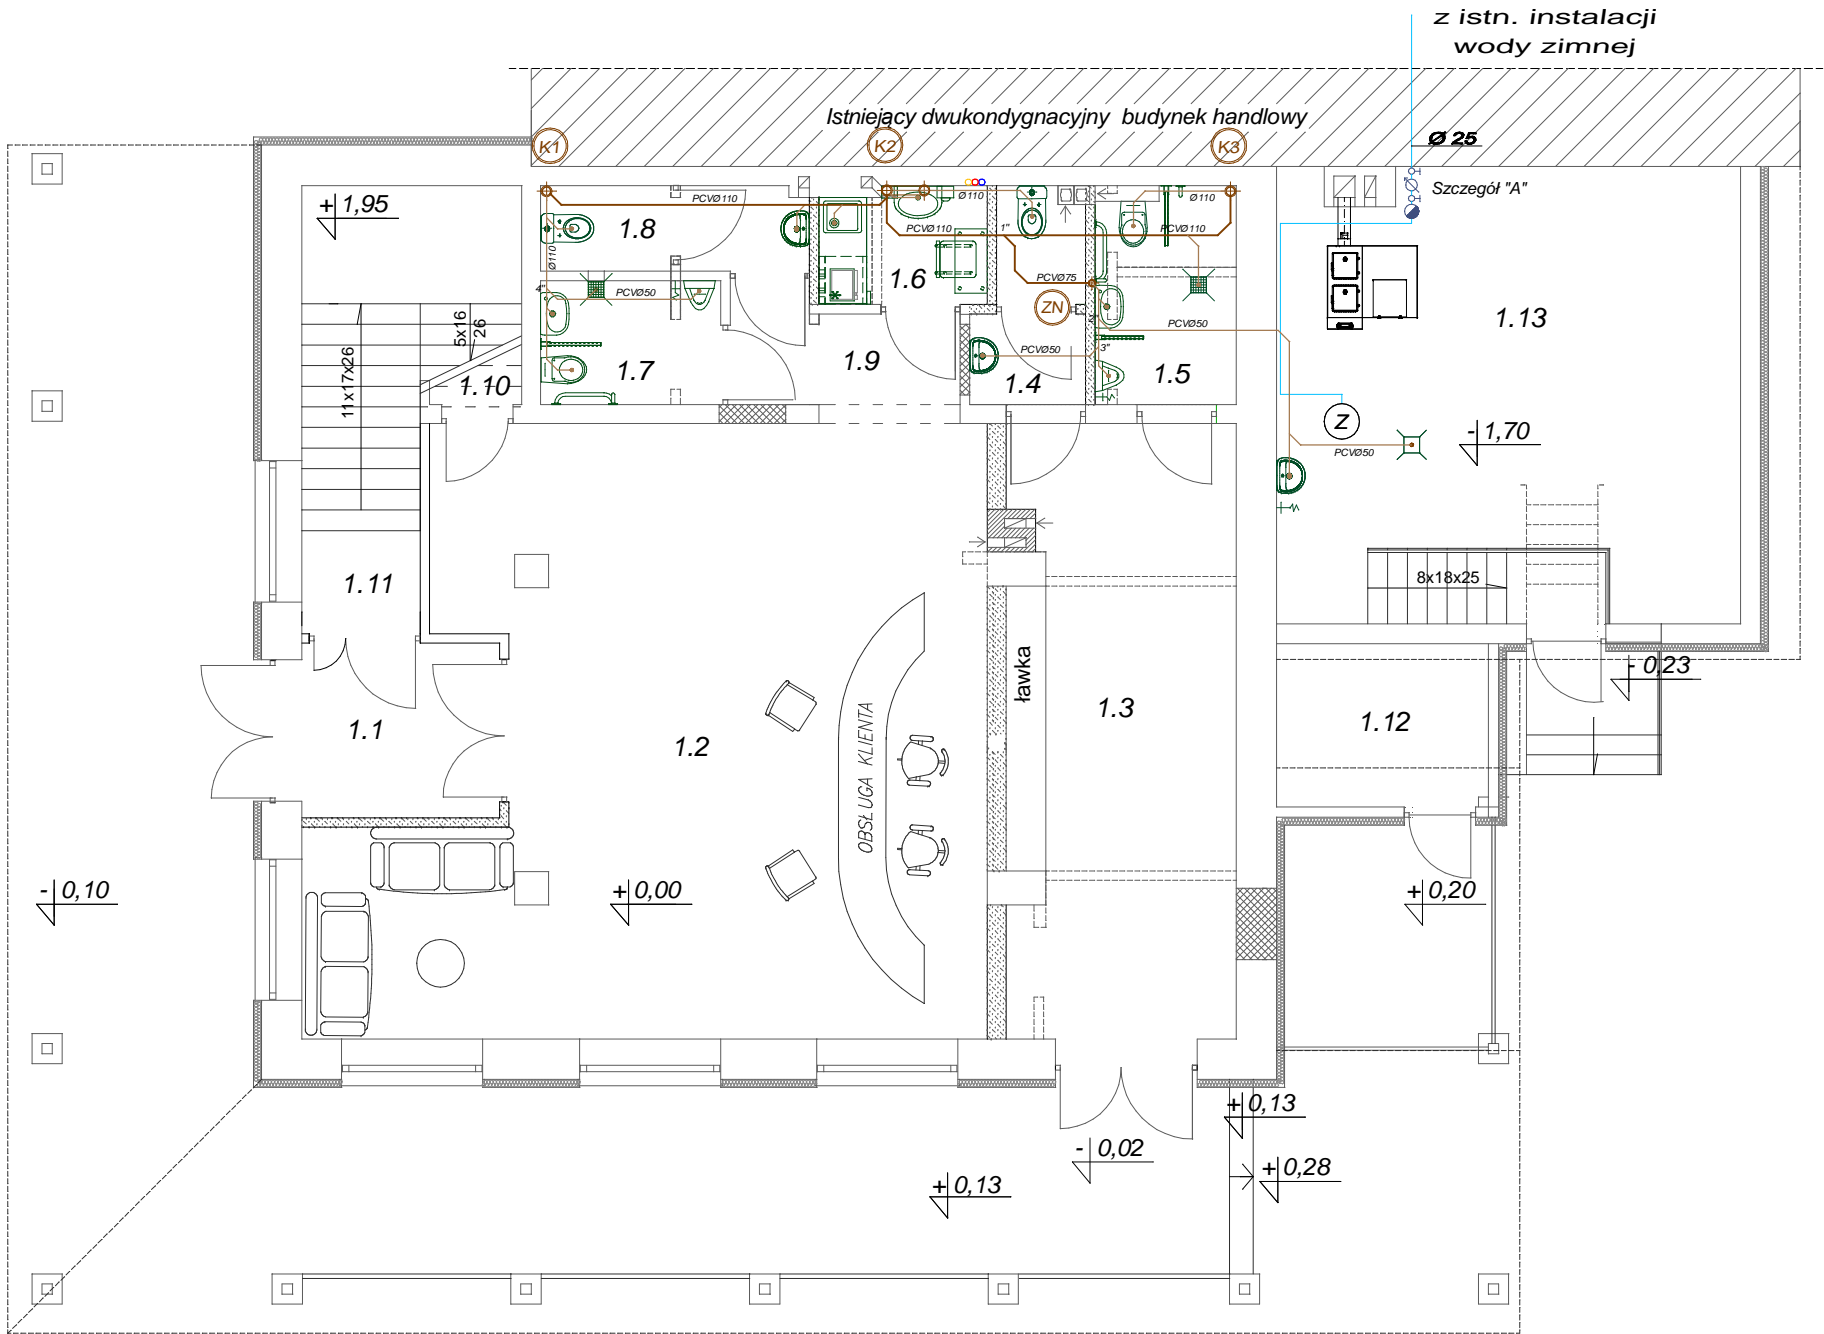 z istn. instalacji
wody zimnej
Istniejący dwukondygnacyjny budynek handlowy
K1
K2
K3
Ø 25
Szczegół "A"
+ 1,95
PCVØ110
Ø110
Ø110
1.8
PCVØ110
1"
PCVØ110
Ø110
1.6
PCVØ75
4"
PCVØ50
ZN
1.13
5x16
26
PCVØ50
PCVØ50
3"
11x17x26
1.10
1.7
1.9
1.4
1.5
Z
- 1,70
PCVØ50
1.11
8x18x25
ławka
- 0,23
1.1
1.2
OBSŁUGA KLIENTA
1.3
1.12
- 0,10
+ 0,00
+ 0,20
+ 0,13
- 0,02
+ 0,13
+ 0,28